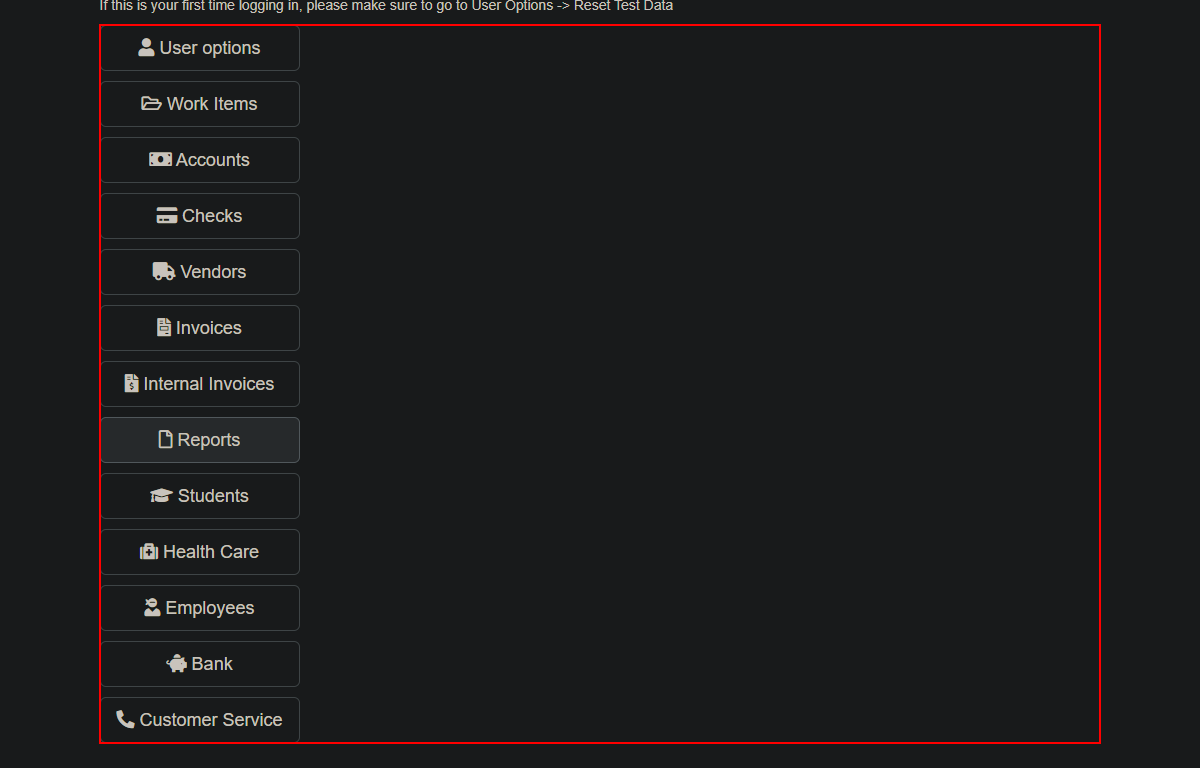 If this is your first time logging in, please make sure to go to User Options -> Reset Test Data
User options
Work Items
Accounts
Checks
Vendors
Invoices
Internal Invoices
Reports
Students
Health Care
Employees
Bank
Customer Service